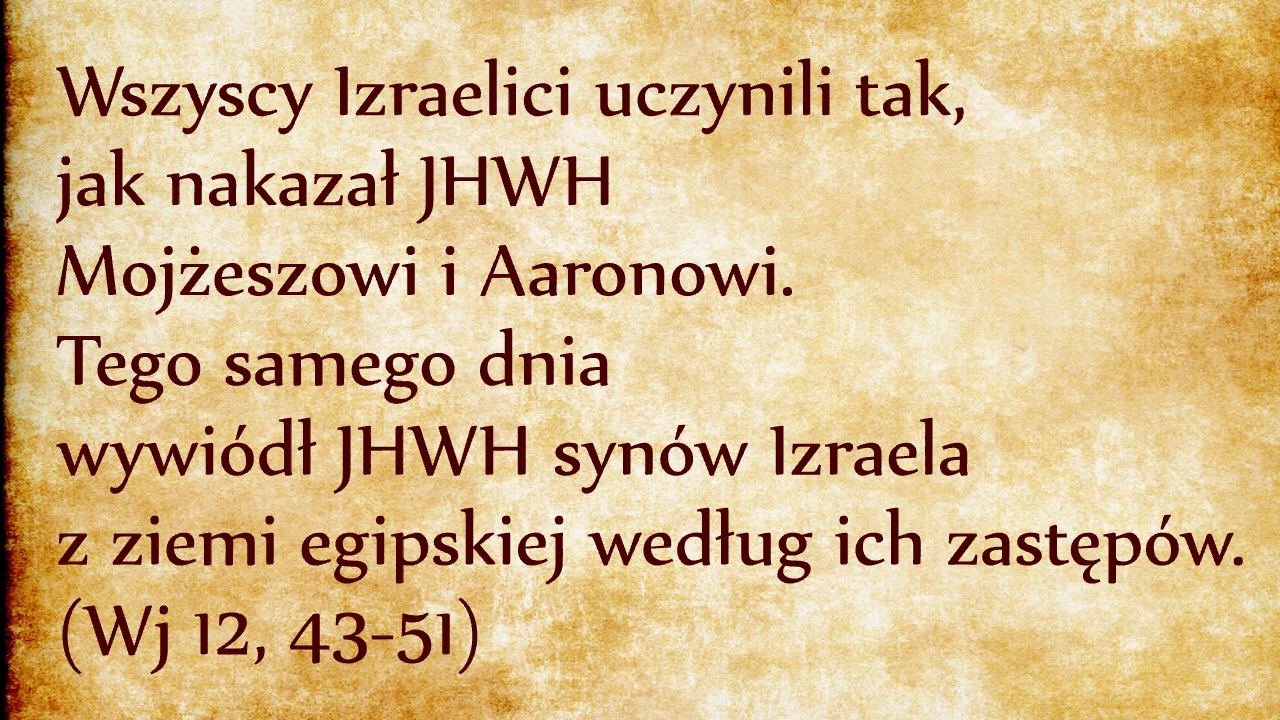 Wszyscy Izraelici uczynili tak,
jak nakazał JHWH
Mojżeszowi i Aaronowi.
Tego samego dnia
wywiódł JHWH synów Izraela
z ziemi egipskiej według ich zastępów.
(Wj 12, 43-51)